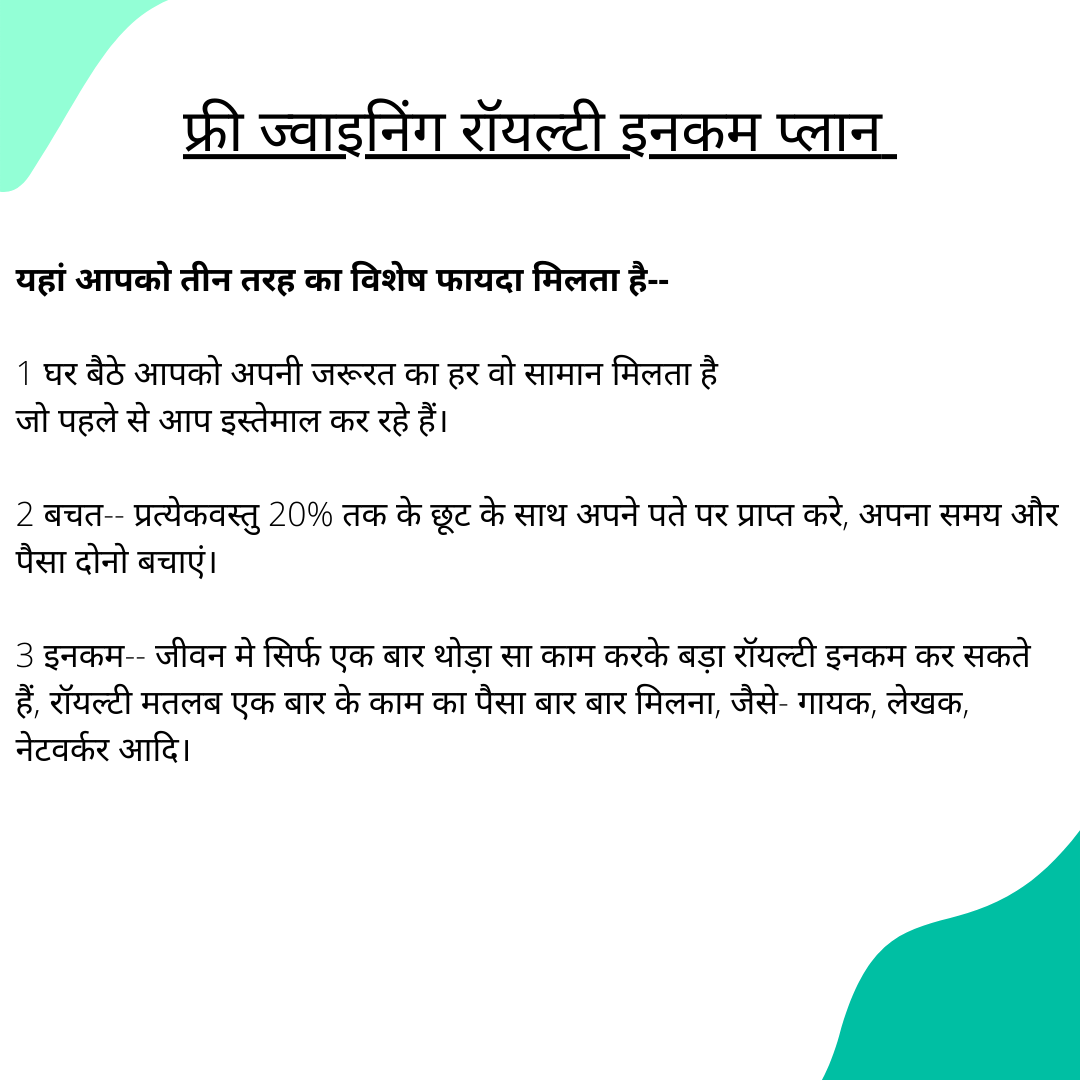 फ्री ज्वाइनिंग रॉयल्टी इनकम प्लान
यहां आपको तीन तरह का विशेष फायदा मिलता है--
1 घर बैठे आपको अपनी जरूरत का हर वो सामान मिलता है
जो पहले से आप इस्तेमाल कर रहे हैं।
2 बचत-- प्रत्येकवस्तु 20% तक के छूट के साथ अपने पते पर प्राप्त करे, अपना समय और
पैसा दोनो बचाएं।
3 इनकम-- जीवन मे सिर्फ एक बार थोड़ा सा काम करके बड़ा रॉयल्टी इनकम कर सकते
हैं, रॉयल्टी मतलब एक बार के काम का पैसा बार बार मिलना, जैसे- गायक, लेखक,
नेटवर्कर आदि।